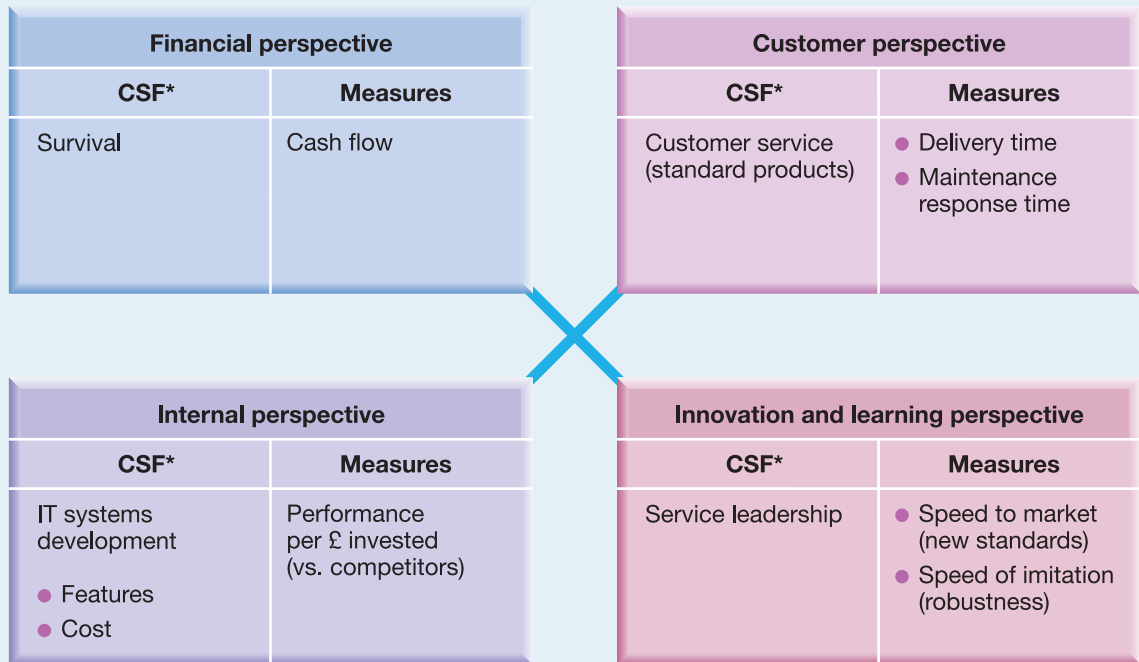 Financial perspective
CSF*
Measures
Survival
Cash flow
Customer perspective
CSF*
Measures
Customer service
(standard products)
● Delivery time
● Maintenance
response time
Internal perspective
CSF*
Measures
IT systems
development
● Features
● Cost
Performance
per £ invested
(vs. competitors)
Innovation and learning perspective
CSF*
Measures
Service leadership
● Speed to market
(new standards)
● Speed of imitation
(robustness)